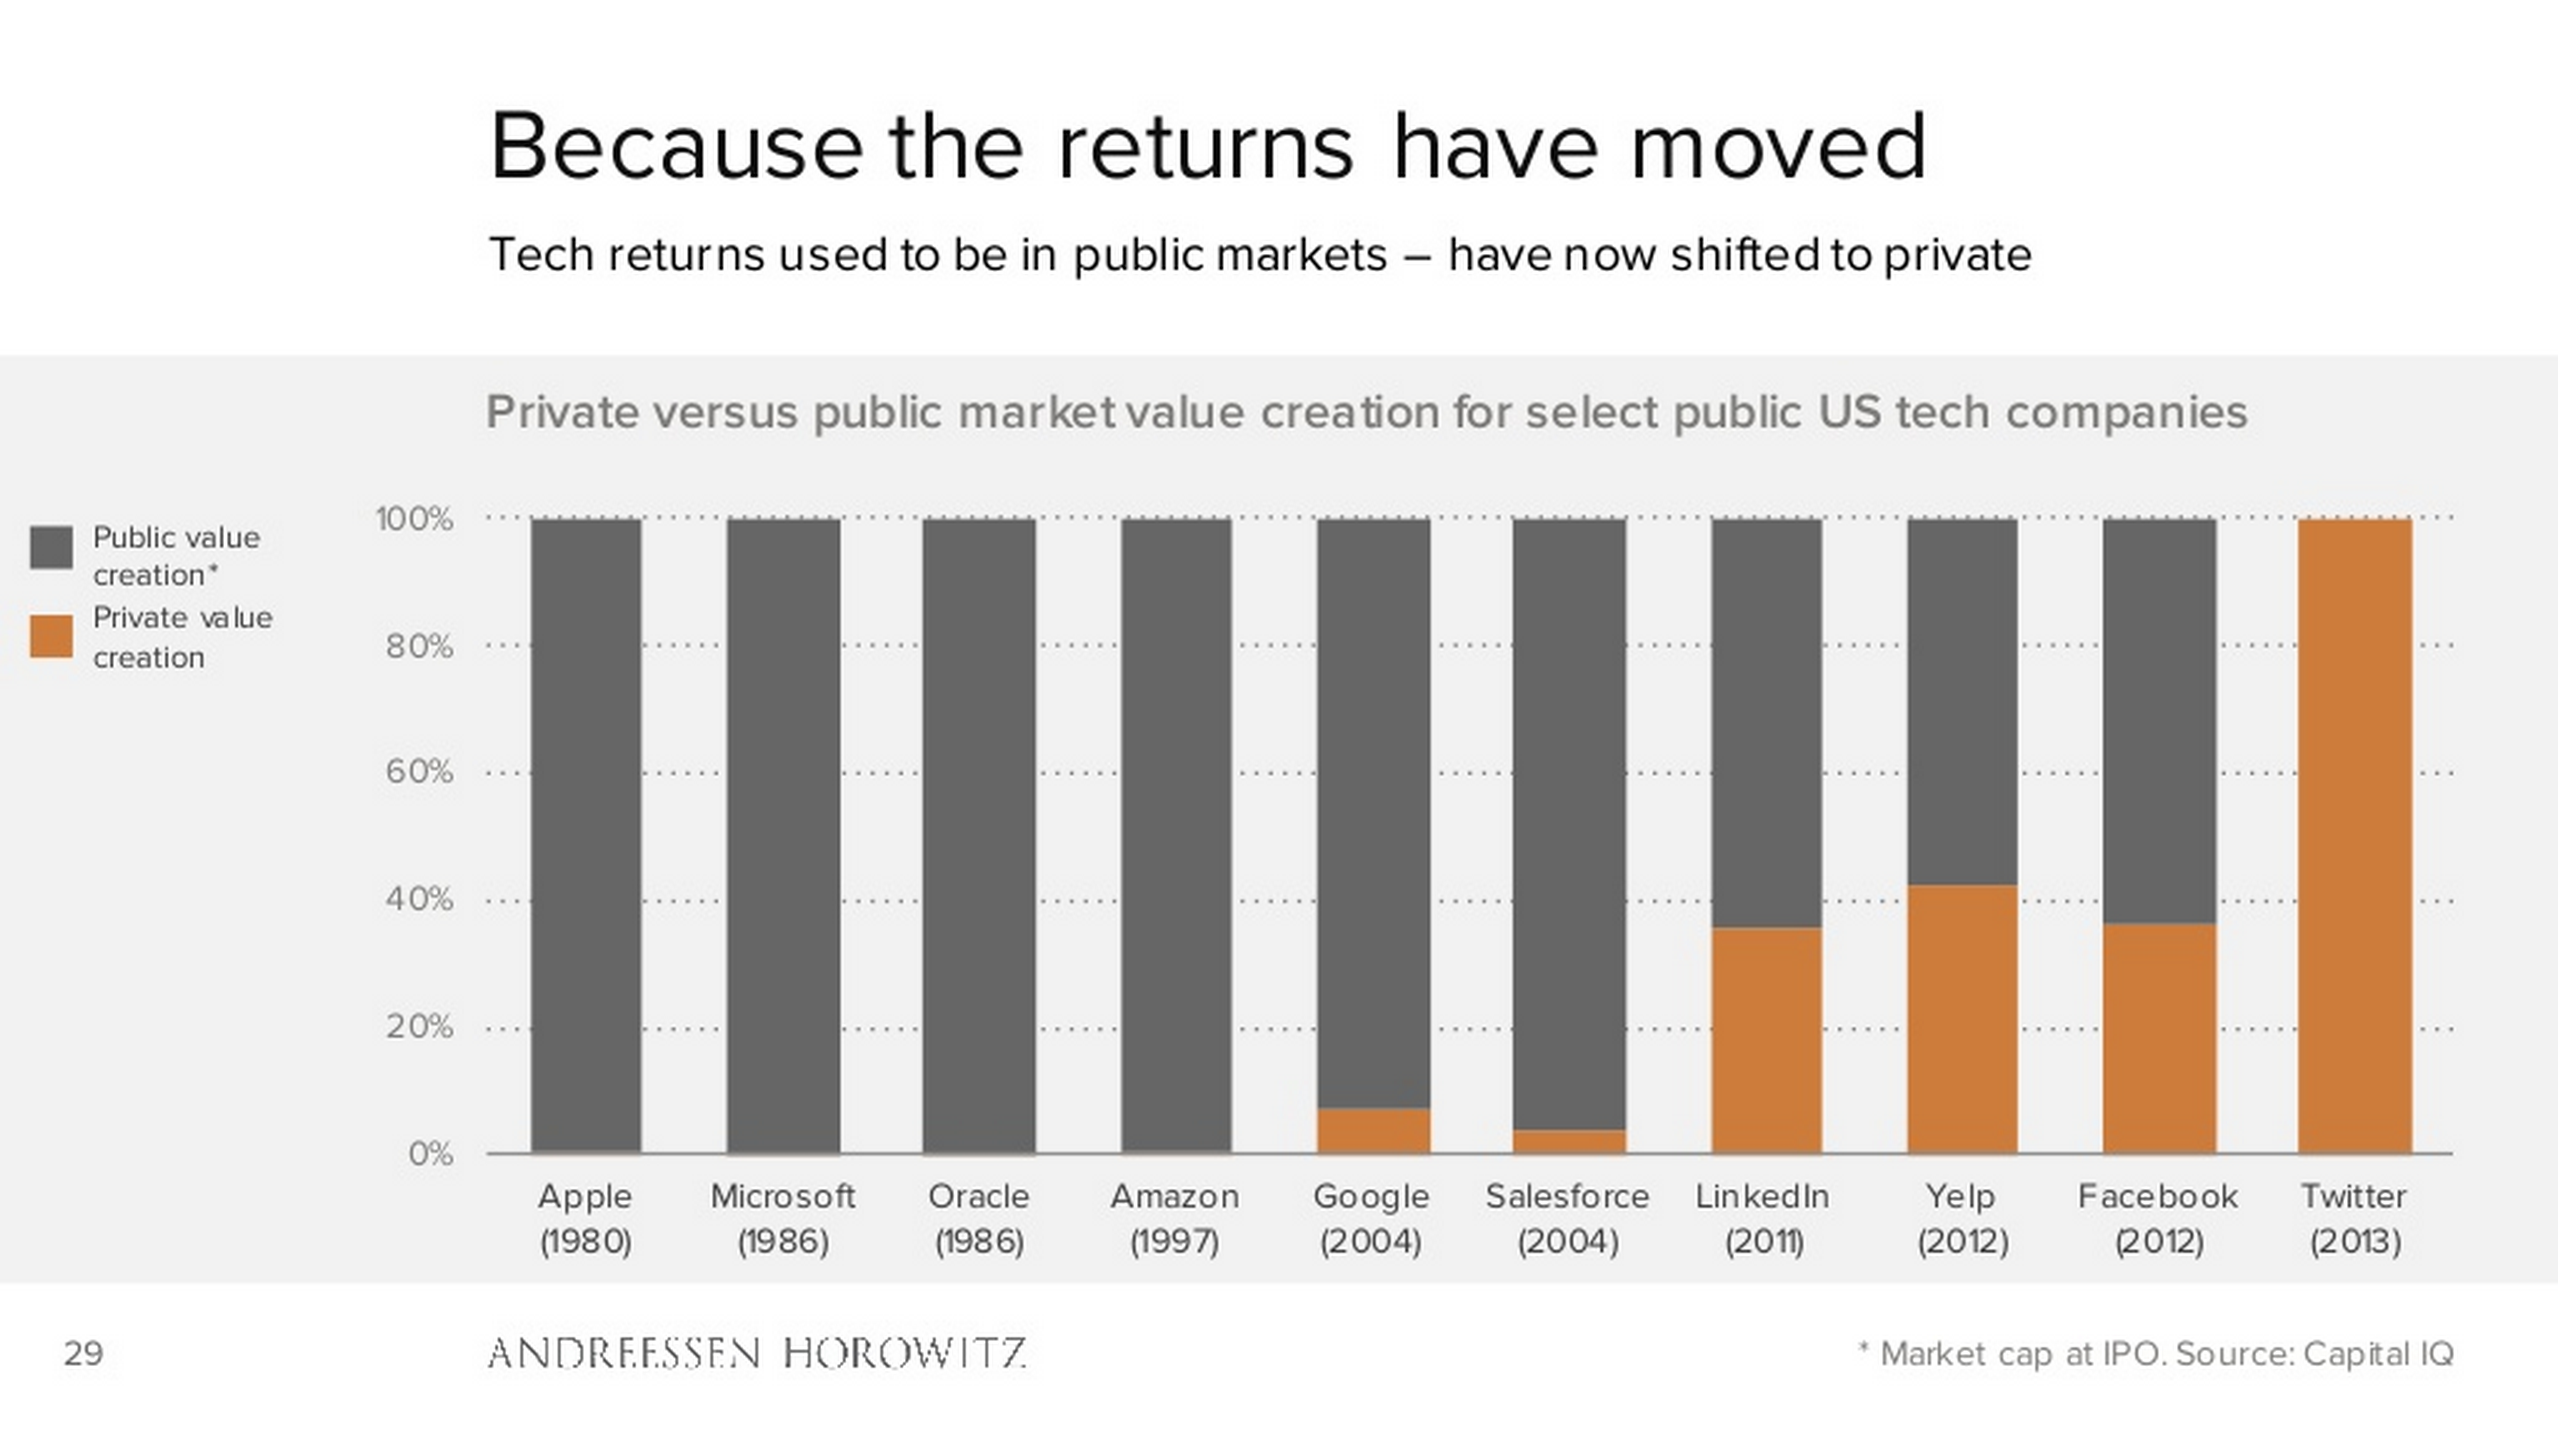 Because the returns have moved
Tech returns used to be in public markets – have now shifted to private
Private versus public market value creation for select public US tech companies
Public value
creation*
Private value
creation
100%
80%
60%
40%
20%
0%
Apple
(1980)
Microsoft
(1986)
Oracle
(1986)
Amazon
(1997)
Google
(2004)
Salesforce
(2004)
LinkedIn
(2011)
Yelp
(2012)
Facebook
(2012)
Twitter
(2013)
29
ANDREESSEN HOROWITZ
* Market cap at IPO. Source: Capital IQ